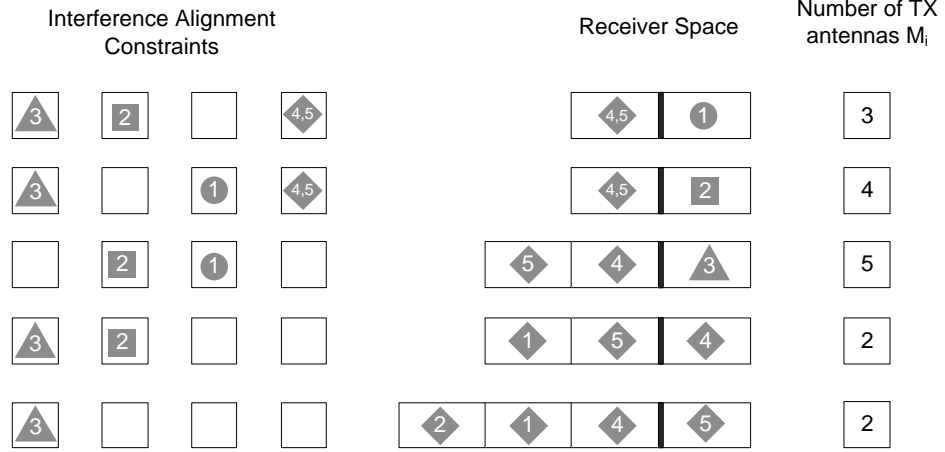 Interference Alignment
Constraints
Receiver Space
Number of TX
antennas Mi
3 2 4,5 4,5 1 3
3 1 4,5 4,5 2 4
2 1 5 4 3 5
3 2 1 5 4 2
3 2 1 4 5 2